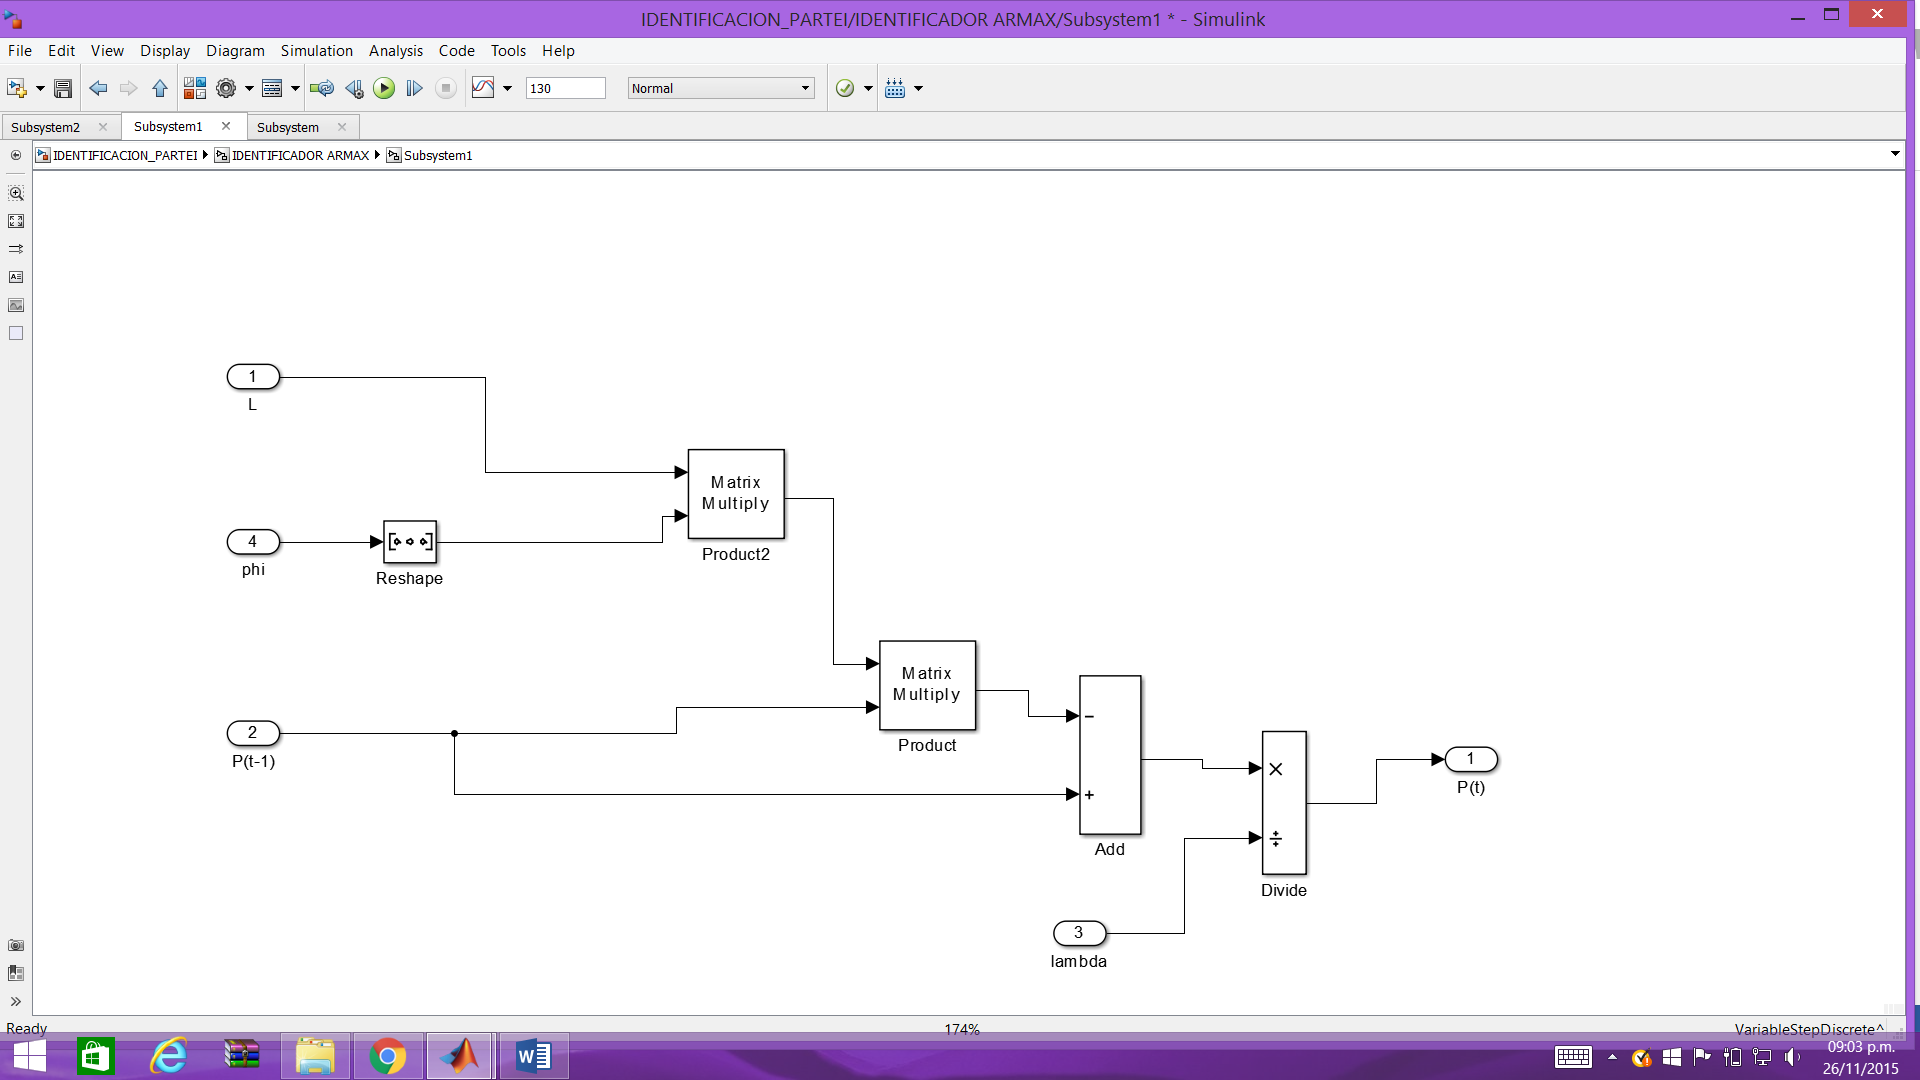 IDENTIFICACION_PARTEI/IDENTIFICADOR ARMAX/Subsystem1 * - Simulink
File Edit View Display Diagram Simulation Analysis Code Tools Help
130 Normal
Subsystem2 Subsystem1 Subsystem
IDENTIFICACION_PARTEI IDENTIFICADOR ARMAX Subsystem1
1
L
Matrix
Multiply
Product2
4
phi
Reshape
Matrix
Multiply
Product
2
P(t-1)
Add
Divide
1
P(t)
3
lambda
Ready 174% VariableStepDiscrete^
09:03 p.m.
26/11/2015